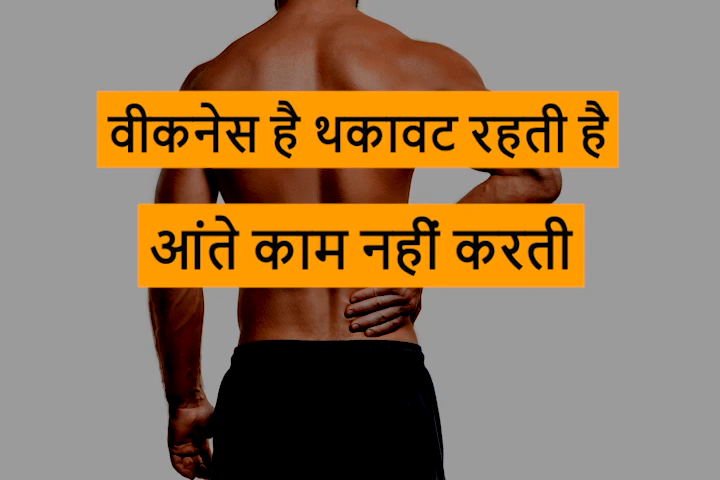 वीकनेस है थकावट रहती है
आंते काम नहीं करती